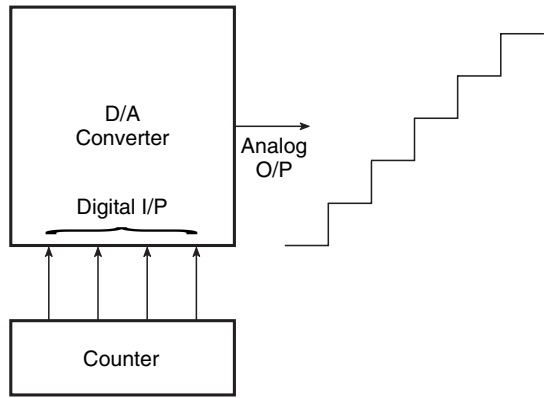 D/A
Converter
Analog
O/P
Digital I/P
Counter